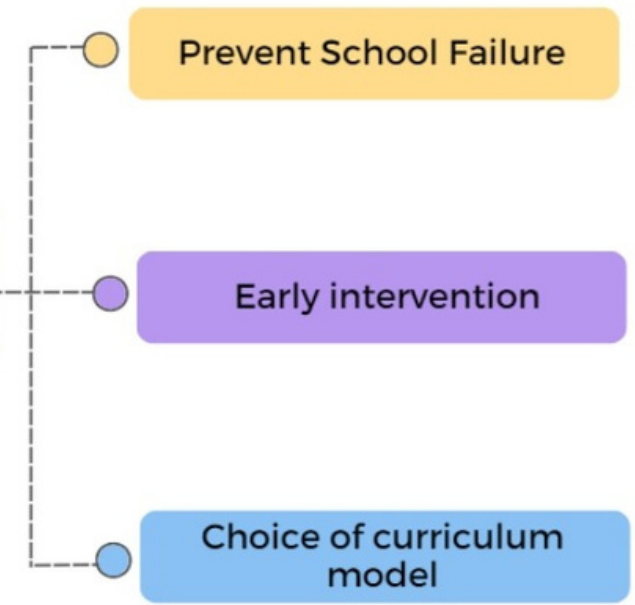 Prevent School Failure
Early intervention
Choice of curriculum
model